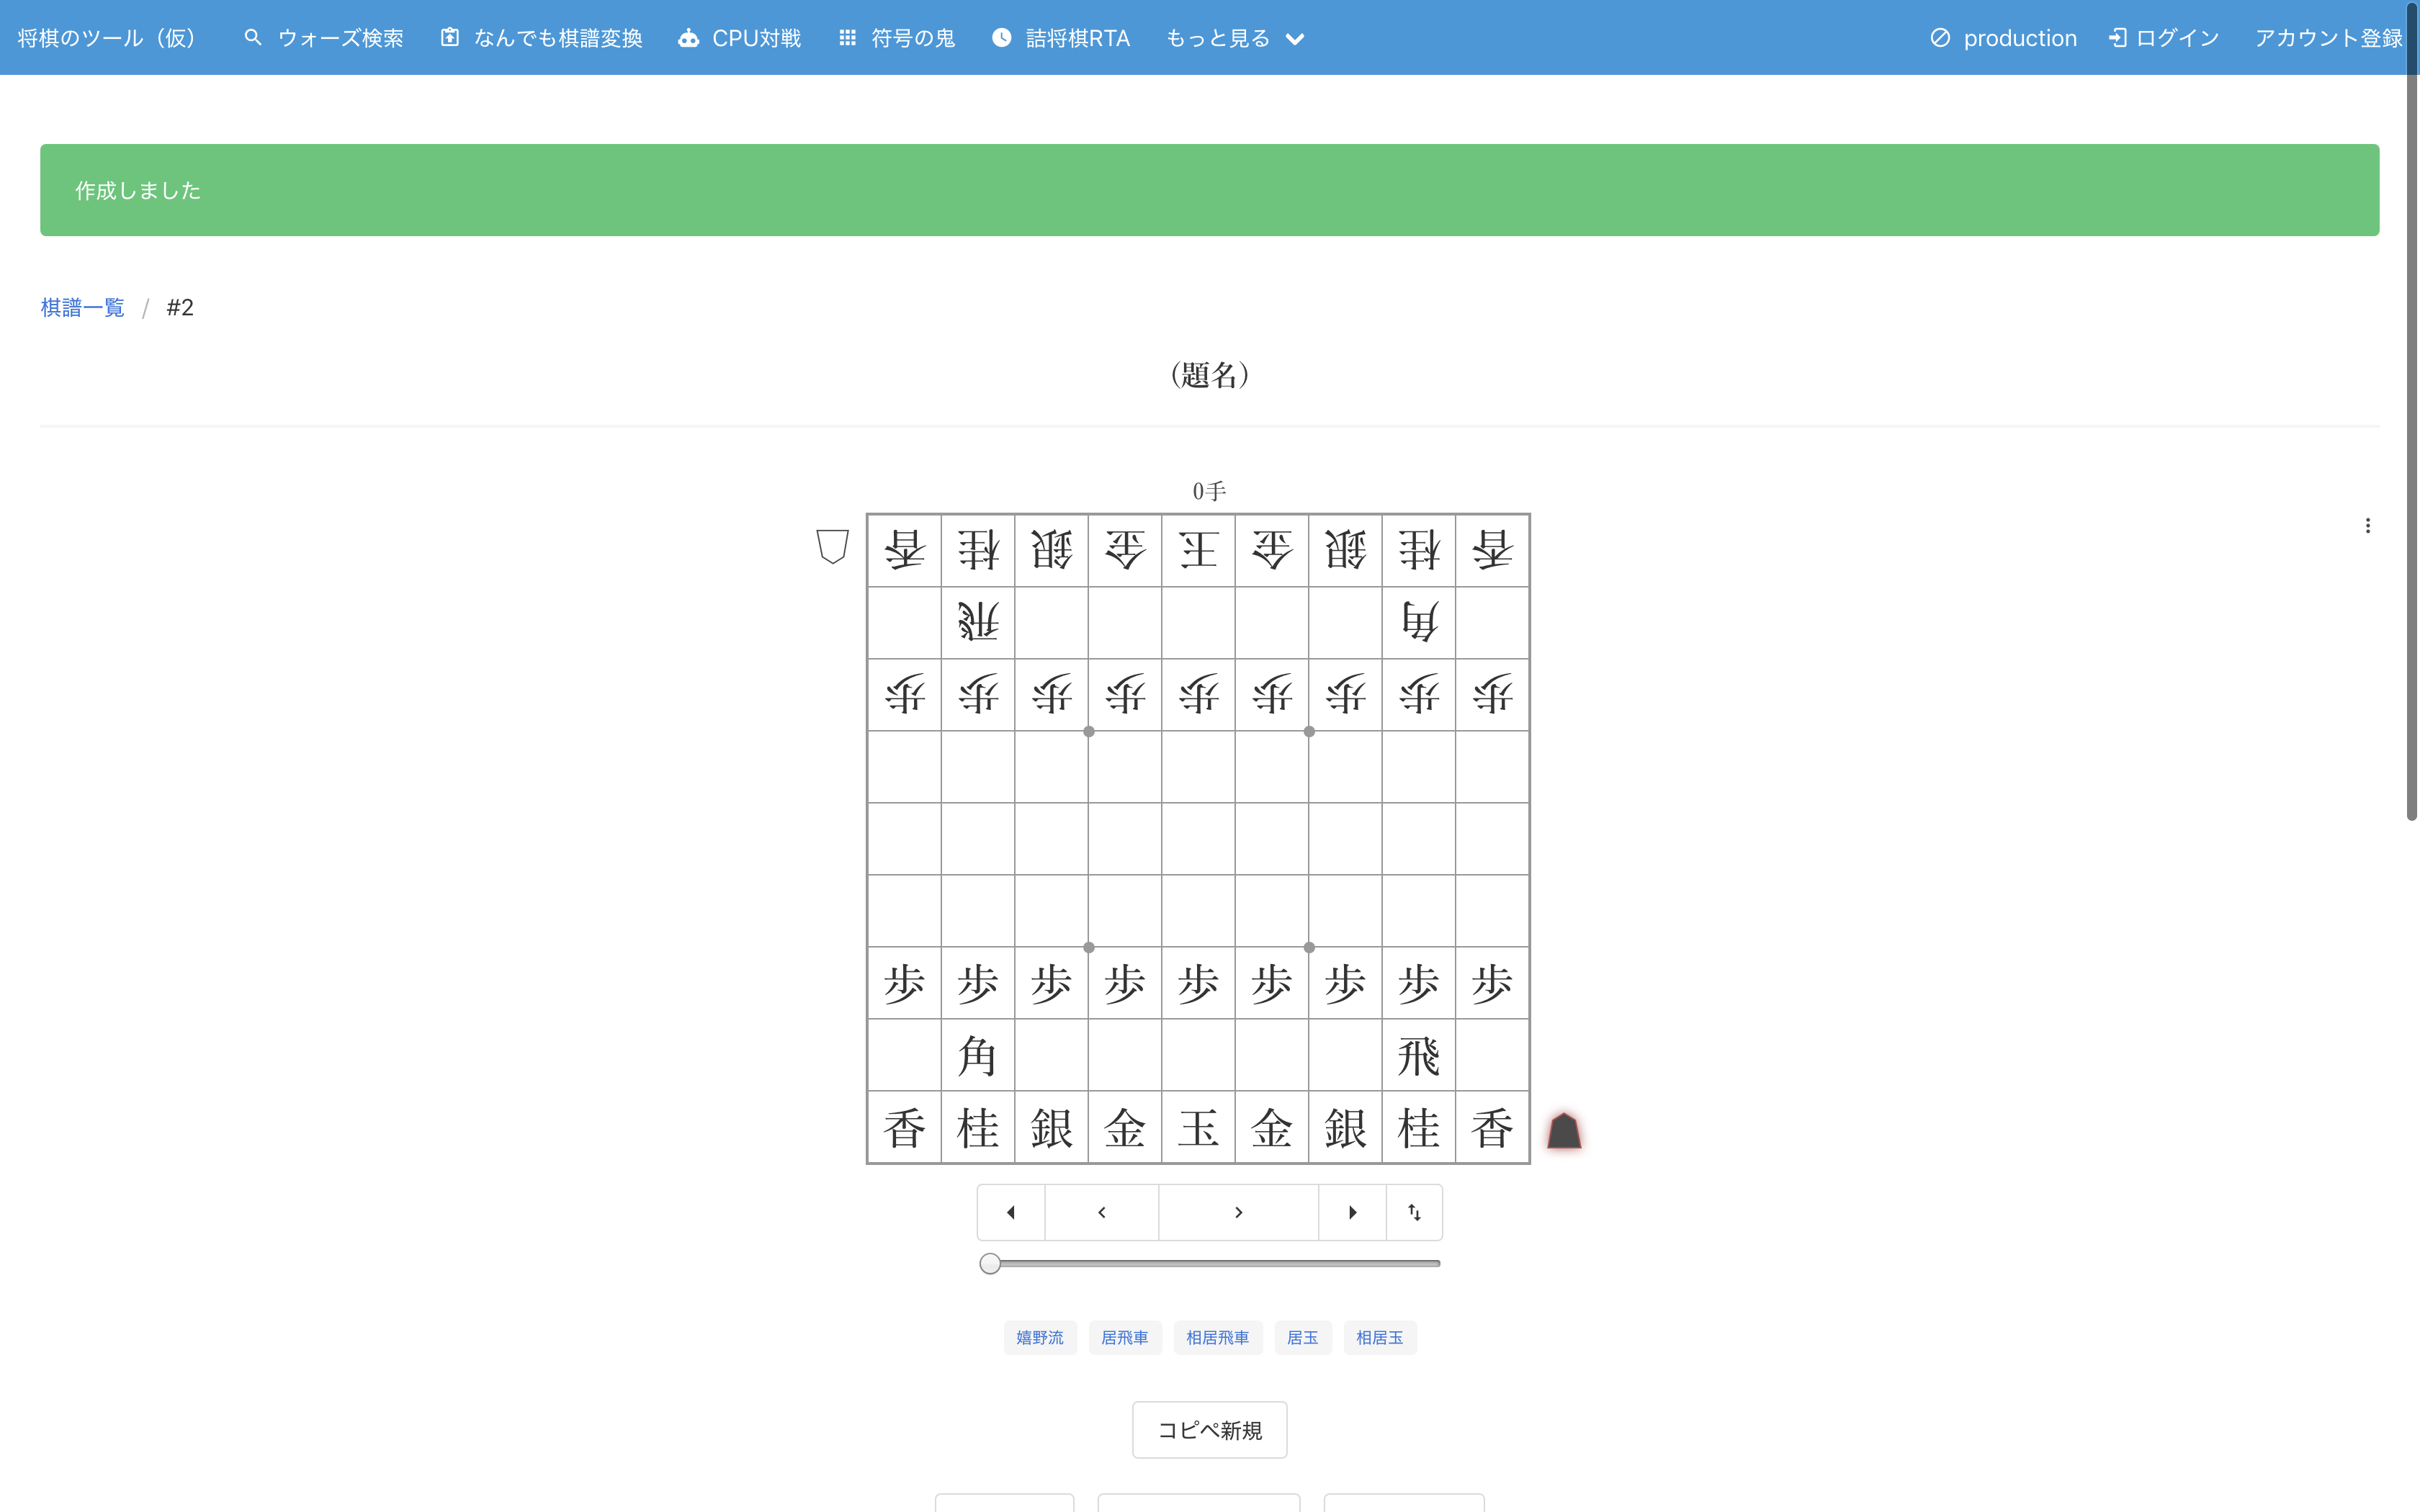 将棋のツール（仮） ウォーズ検索 なんでも棋譜変換 CPU対戦 符号の鬼 詰将棋RTA もっと見る production ログイン アカウント登録
作成しました
棋譜一覧 / #2
（題名）
0手
香桂銀金王金銀桂香
飛角
歩歩歩歩歩歩歩歩歩
歩歩歩歩歩歩歩歩歩
角飛
香桂銀金玉金銀桂香
嬉野流 居飛車 相居飛車 居玉 相居玉
コピペ新規